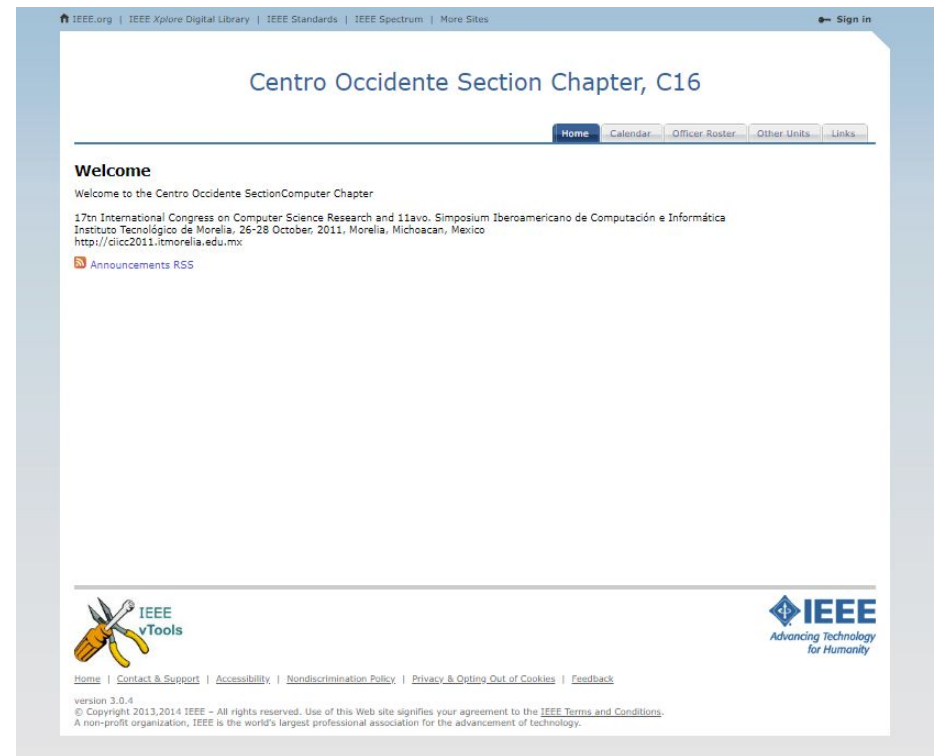 IEEE.org | IEEE Xplore Digital Library | IEEE Standards | IEEE Spectrum | More Sites
Sign in
Centro Occidente Section Chapter, C16
Home Calendar Officer Roster Other Units Links
Welcome
Welcome to the Centro Occidente SectionComputer Chapter
17tn International Congress on Computer Science Research and 11avo. Simposium Iberoamericano de Computación e Informática
Instituto Tecnológico de Morelia, 26-28 October, 2011, Morelia, Michoacan, Mexico
http://ciicc2011.itmorelia.edu.mx
Announcements RSS
IEEE
vTools
IEEE
Advancing Technology
for Humanity
Home | Contact & Support | Accessibility | Nondiscrimination Policy | Privacy & Opting Out of Cookies | Feedback
version 3.0.4
© Copyright 2013,2014 IEEE – All rights reserved. Use of this Web site signifies your agreement to the IEEE Terms and Conditions.
A non-profit organization, IEEE is the world's largest professional association for the advancement of technology.